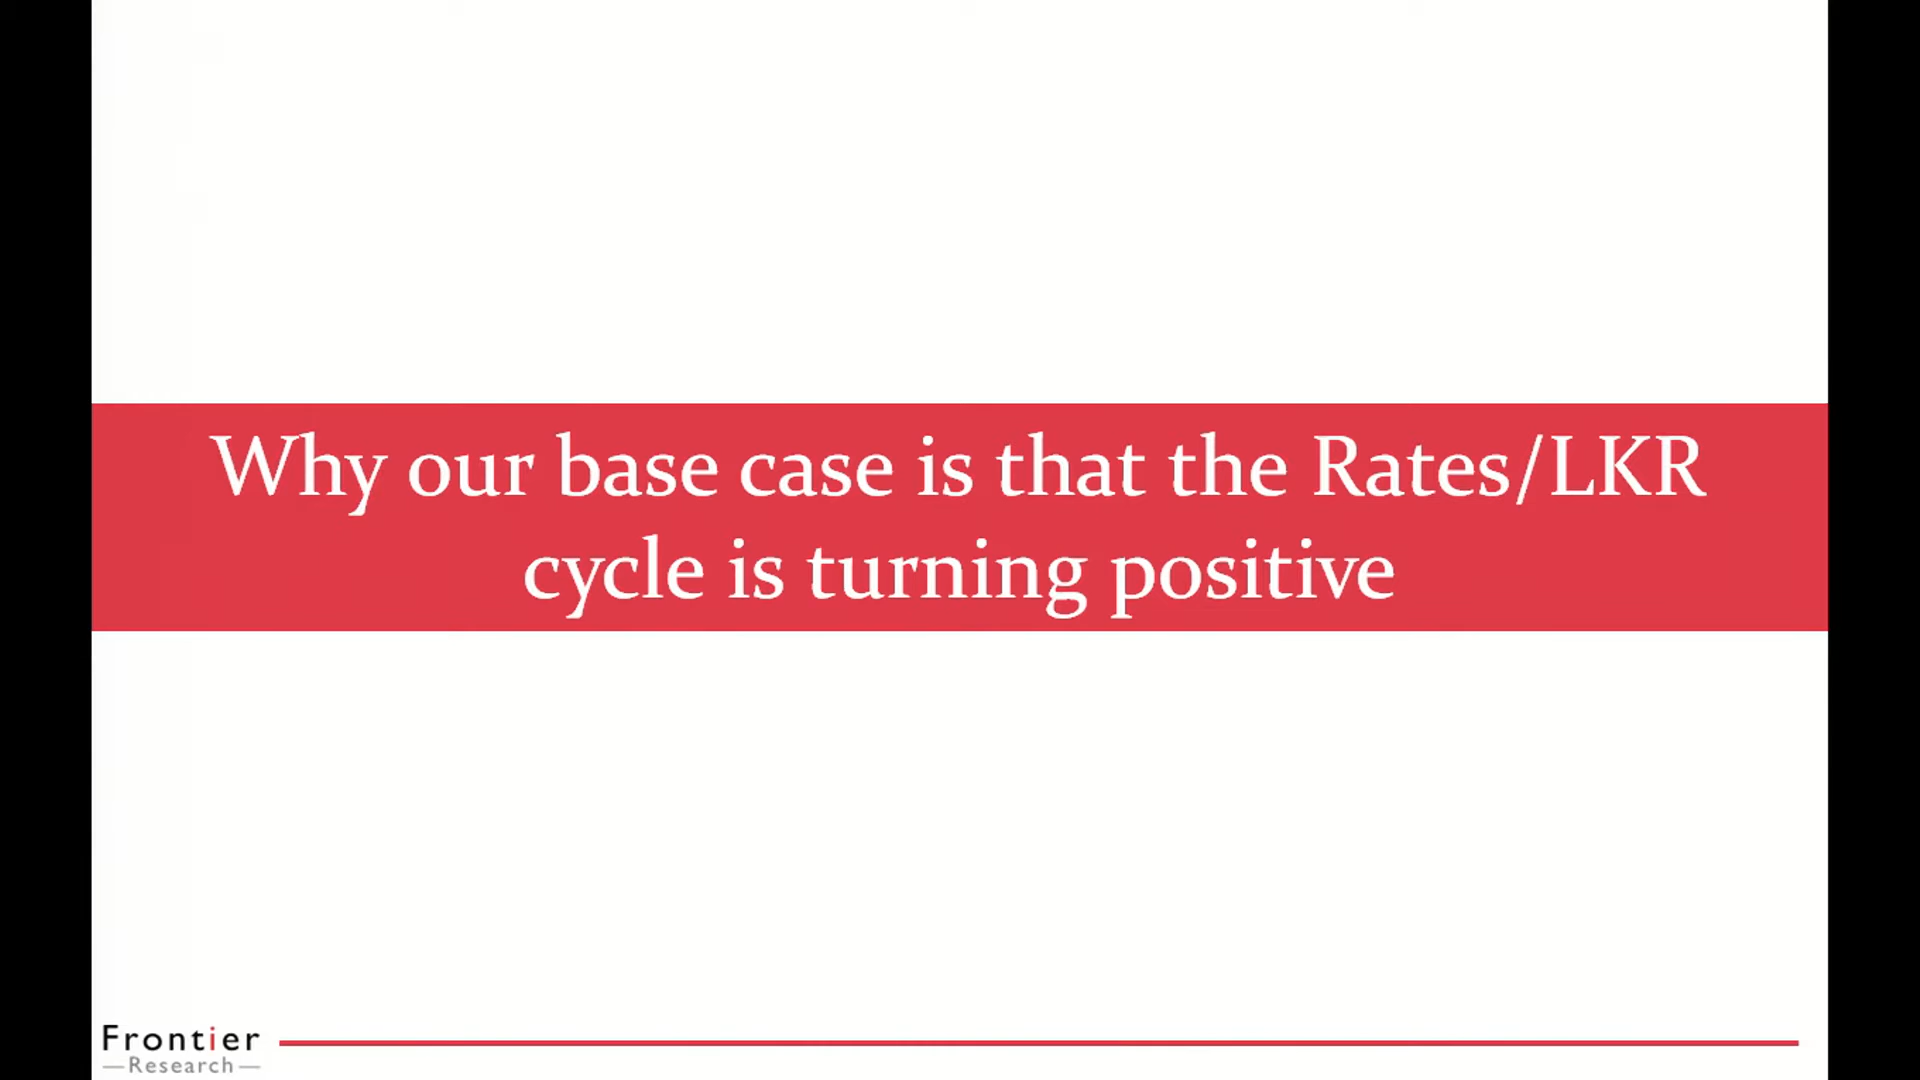 Why our base case is that the Rates/LKR
cycle is turning positive
Frontier
Research